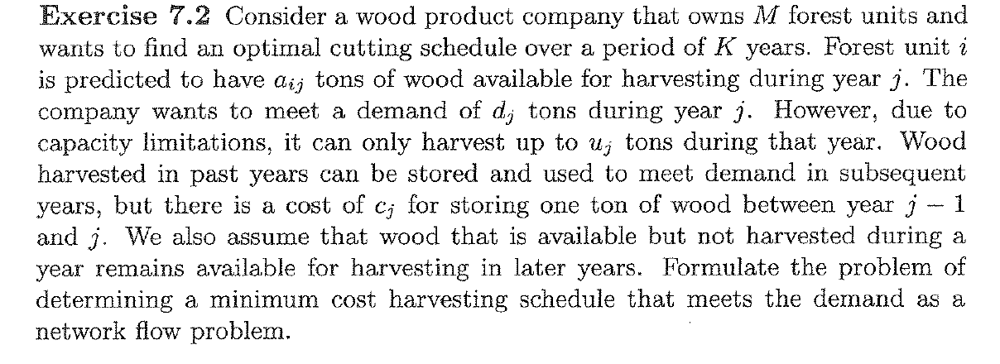 Exercise 7.2 Consider a wood product company that owns M forest units and
wants to find an optimal cutting schedule over a period of K years. Forest unit i
is predicted to have a_{ij} tons of wood available for harvesting during year j. The
company wants to meet a demand of d_j tons during year j. However, due to
capacity limitations, it can only harvest up to u_j tons during that year. Wood
harvested in past years can be stored and used to meet demand in subsequent
years, but there is a cost of c_j for storing one ton of wood between year j − 1
and j. We also assume that wood that is available but not harvested during a
year remains available for harvesting in later years. Formulate the problem of
determining a minimum cost harvesting schedule that meets the demand as a
network flow problem.